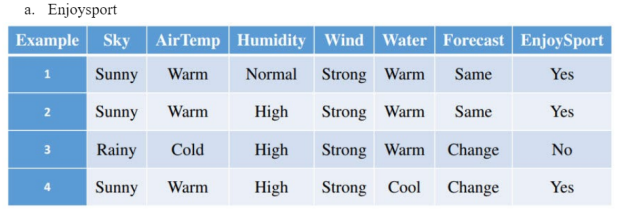 a. Enjoysport
Example Sky AirTemp Humidity Wind Water Forecast EnjoySport
1 Sunny Warm Normal Strong Warm Same Yes
2 Sunny Warm High Strong Warm Same Yes
3 Rainy Cold High Strong Warm Change No
4 Sunny Warm High Strong Cool Change Yes